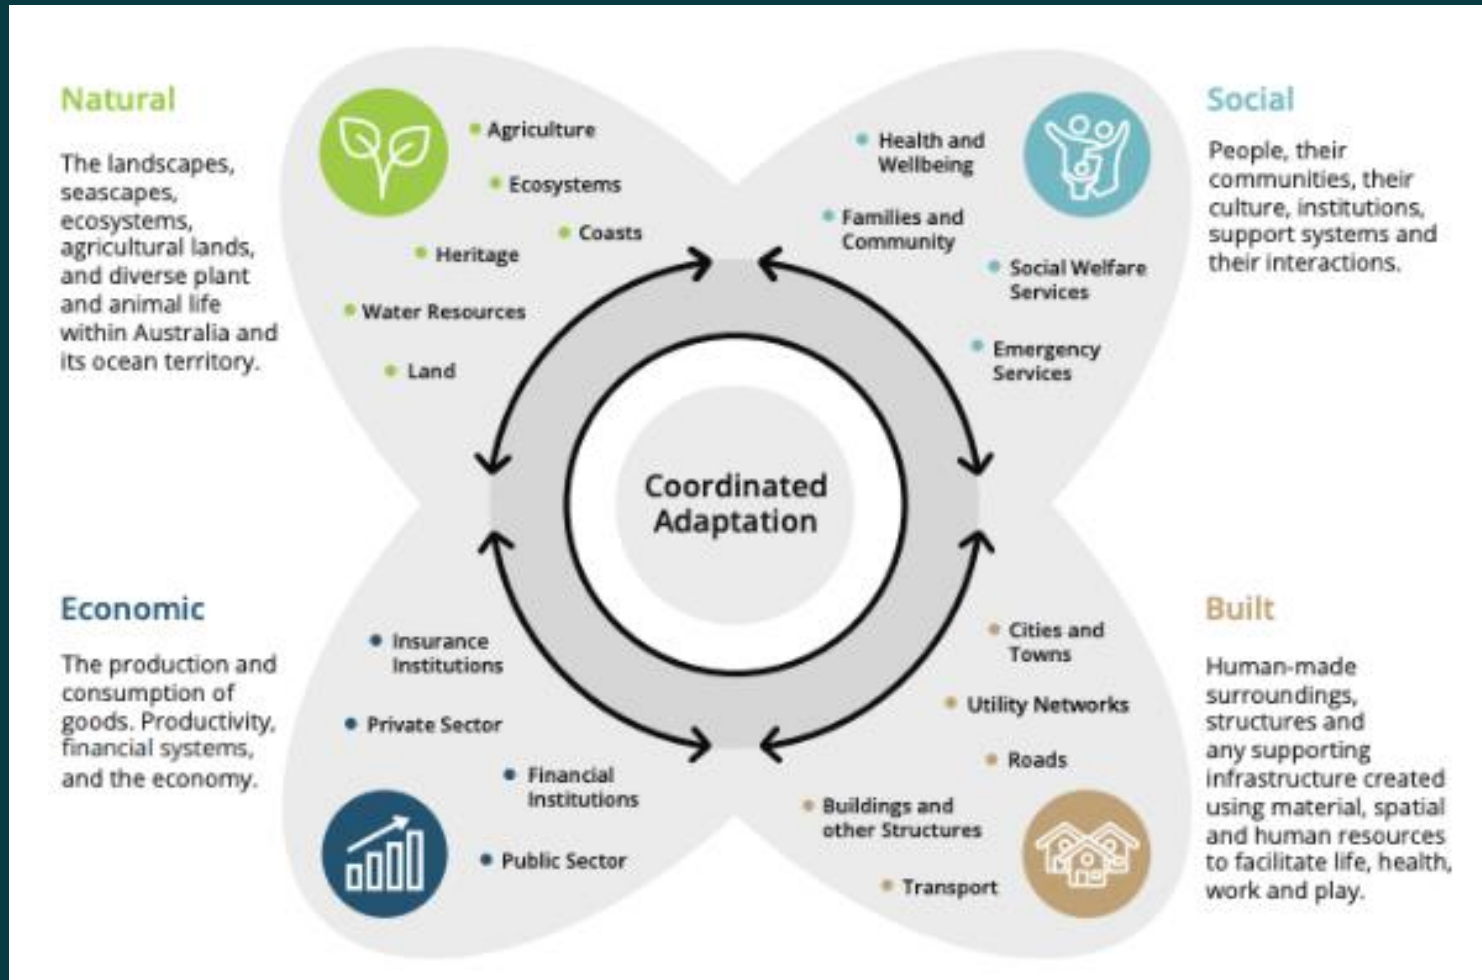 Natural
The landscapes,
seascapes,
ecosystems,
agricultural lands,
and diverse plant
and animal life
within Australia and
its ocean territory.
Agriculture
Ecosystems
Coasts
Heritage
Water Resources
Land
Social
People, their
communities, their
culture, institutions,
support systems and
their interactions.
Health and
Wellbeing
Families and
Community
Social Welfare
Services
Emergency
Services
Coordinated
Adaptation
Economic
The production and
consumption of
goods. Productivity,
financial systems,
and the economy.
Insurance
Institutions
Private Sector
Financial
Institutions
Public Sector
Built
Human-made
surroundings,
structures and
any supporting
infrastructure created
using material, spatial
and human resources
to facilitate life, health,
work and play.
Cities and
Towns
Utility Networks
Roads
Buildings and
other Structures
Transport